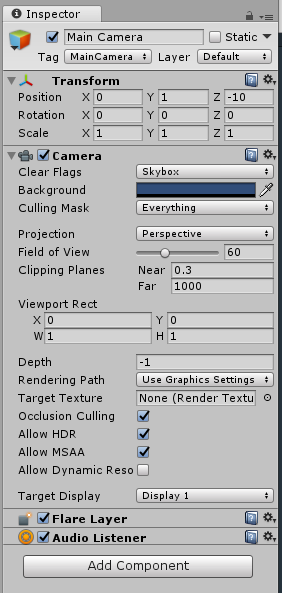 Inspector
Main Camera Static
Tag MainCamera Layer Default
Transform
Position X 0 Y 1 Z -10
Rotation X 0 Y 0 Z 0
Scale X 1 Y 1 Z 1
Camera
Clear Flags Skybox
Background
Culling Mask Everything
Projection Perspective
Field of View 60
Clipping Planes Near 0.3
Far 1000
Viewport Rect
X 0 Y 0
W 1 H 1
Depth -1
Rendering Path Use Graphics Settings
Target Texture None (Render Textu
Occlusion Culling
Allow HDR
Allow MSAA
Allow Dynamic Reso
Target Display Display 1
Flare Layer
Audio Listener
Add Component